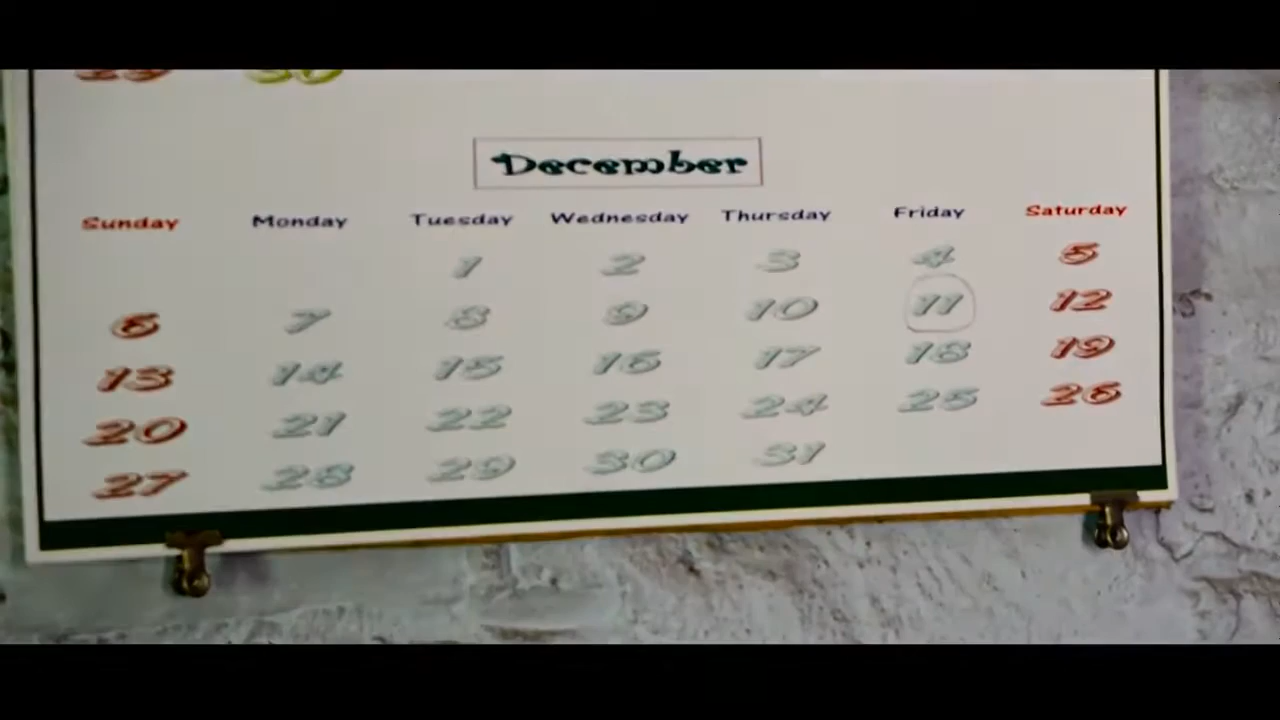 29 30
December
Sunday Monday Tuesday Wednesday Thursday Friday Saturday
1 2 3 4 5
6 7 8 9 10 11 12
13 14 15 16 17 18 19
20 21 22 23 24 25 26
27 28 29 30 31